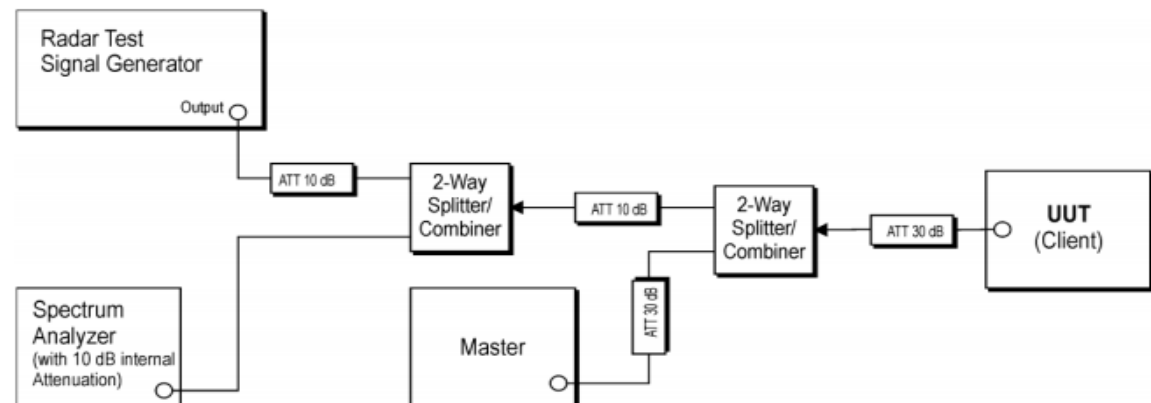 Radar Test
Signal Generator
Output
ATT 10 dB
2-Way
Splitter/
Combiner
ATT 10 dB
2-Way
Splitter/
Combiner
ATT 30 dB
UUT
(Client)
ATT 30 dB
Spectrum
Analyzer
(with 10 dB internal
Attenuation)
Master